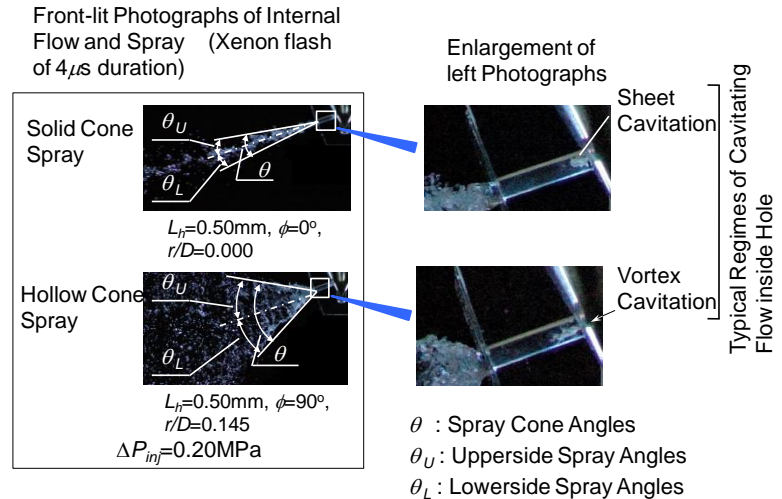 Front-lit Photographs of Internal
Flow and Spray (Xenon flash
of 4μs duration)
Enlargement of
left Photographs
Solid Cone
Spray
θU
θL
θ
Sheet
Cavitation
Lh=0.50mm, ϕ=0°,
r/D=0.000
Hollow Cone
Spray
θU
θL
θ
Vortex
Cavitation
Lh=0.50mm, ϕ=90°,
r/D=0.145
ΔPinj=0.20MPa
Typical Regimes of Cavitating
Flow inside Hole
θ : Spray Cone Angles
θU : Upperside Spray Angles
θL : Lowerside Spray Angles